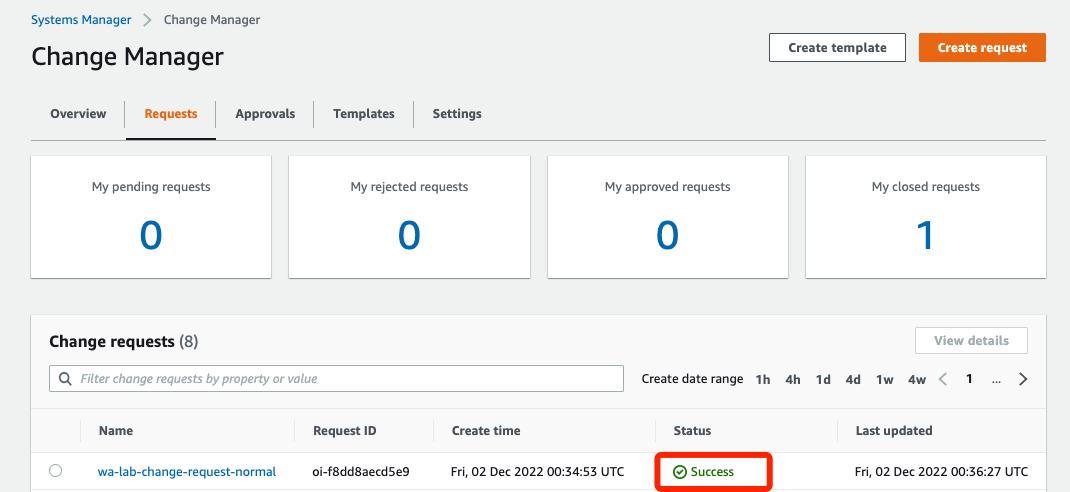 Systems Manager > Change Manager
Change Manager
Create template
Create request
Overview
Requests
Approvals
Templates
Settings
My pending requests
My rejected requests
My approved requests
My closed requests
0
0
0
1
Change requests (8)
View details
Filter change requests by property or value
Create date range 1h 4h 1d 4d 1w 4w < 1 ... >
Name Request ID Create time Status Last updated
wa-lab-change-request-normal oi-f8dd8aecd5e9 Fri, 02 Dec 2022 00:34:53 UTC Success Fri, 02 Dec 2022 00:36:27 UTC